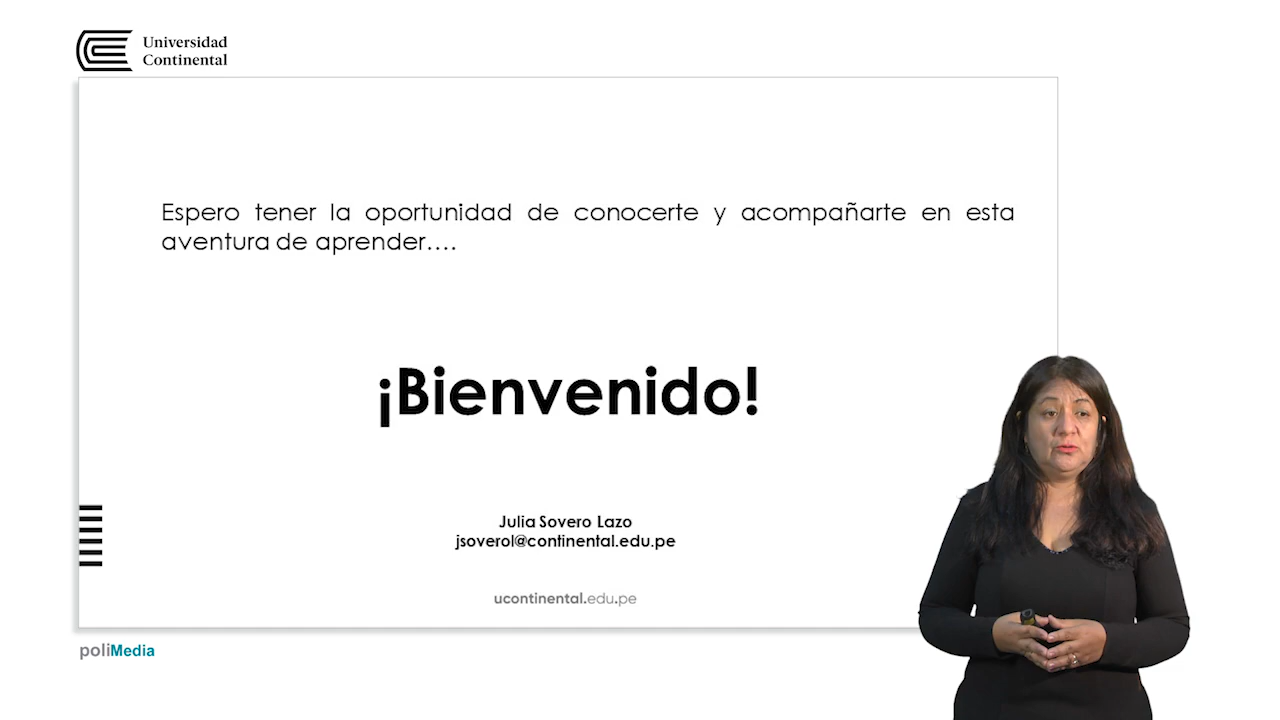 Universidad
Continental
Espero tener la oportunidad de conocerte y acompañarte en esta
aventura de aprender....
¡Bienvenido!
Julia Sovero Lazo
jsoverol@continental.edu.pe
ucontinental.edu.pe
poliMedia